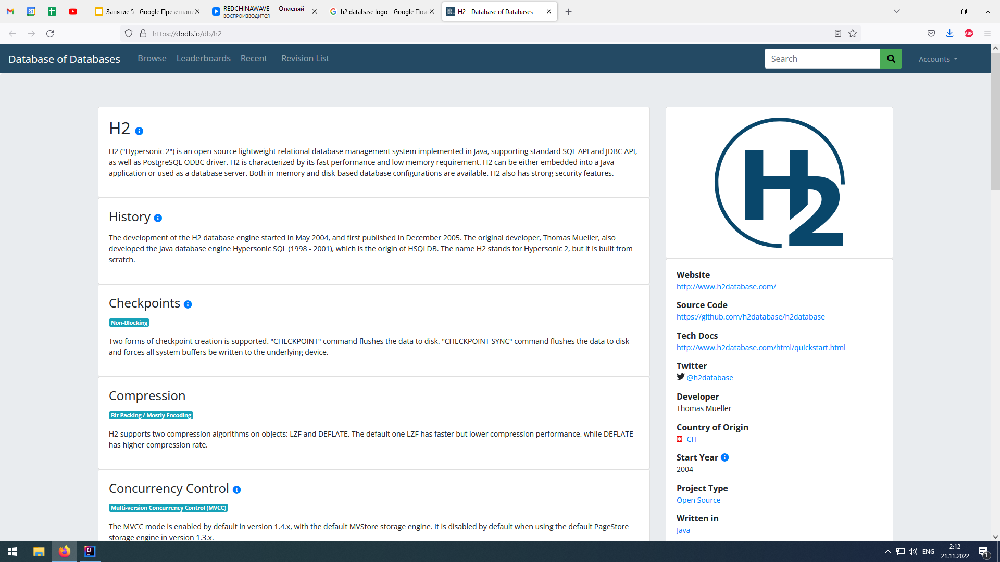 Занятие 5 - Google Презентаци
REDCHINAWAVE — Отменяй
ВОСПРОИЗВОДИТСЯ
h2 database logo – Google Пои
H2 - Database of Databases
https://dbdb.io/db/h2
ABP
Database of Databases
Browse
Leaderboards
Recent
Revision List
Search
Accounts
H2
H2 ("Hypersonic 2") is an open-source lightweight relational database management system implemented in Java, supporting standard SQL API and JDBC API,
as well as PostgreSQL ODBC driver. H2 is characterized by its fast performance and low memory requirement. H2 can be either embedded into a Java
application or used as a database server. Both in-memory and disk-based database configurations are available. H2 also has strong security features.
History
The development of the H2 database engine started in May 2004, and first published in December 2005. The original developer, Thomas Mueller, also
developed the Java database engine Hypersonic SQL (1998 - 2001), which is the origin of HSQLDB. The name H2 stands for Hypersonic 2, but it is built from
scratch.
Checkpoints
Non-Blocking
Two forms of checkpoint creation is supported. "CHECKPOINT" command flushes the data to disk. "CHECKPOINT SYNC" command flushes the data to disk
and forces all system buffers be written to the underlying device.
Compression
Bit Packing / Mostly Encoding
H2 supports two compression algorithms on objects: LZF and DEFLATE. The default one LZF has faster but lower compression performance, while DEFLATE
has higher compression rate.
Concurrency Control
Multi-version Concurrency Control (MVCC)
The MVCC mode is enabled by default in version 1.4.x, with the default MVStore storage engine. It is disabled by default when using the default PageStore
storage engine in version 1.3.x.
H2
Website
http://www.h2database.com/
Source Code
https://github.com/h2database/h2database
Tech Docs
http://www.h2database.com/html/quickstart.html
Twitter
@h2database
Developer
Thomas Mueller
Country of Origin
CH
Start Year
2004
Project Type
Open Source
Written in
Java
IJ
ENG
2:12
21.11.2022
1